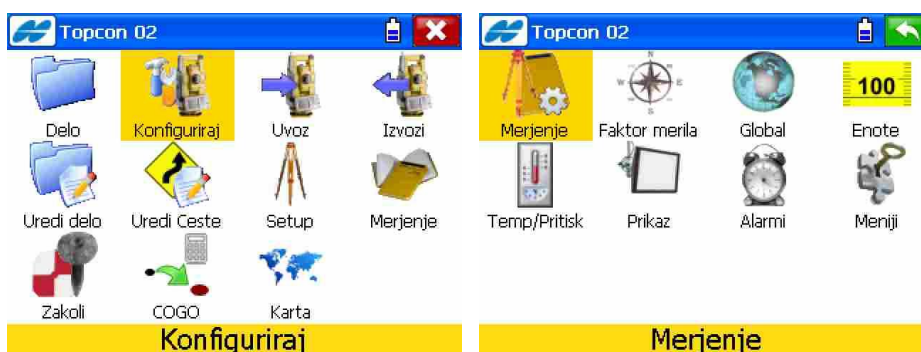 Topcon 02
Delo Konfiguriraj Uvoz Izvozi
Uredi delo Uredi Ceste Setup Merjenje
Zakoli COGO Karta
Konfiguriraj
Topcon 02
100
Merjenje Faktor merila Global Enote
Temp/Pritisk Prikaz Alarmi Meniji
Merjenje